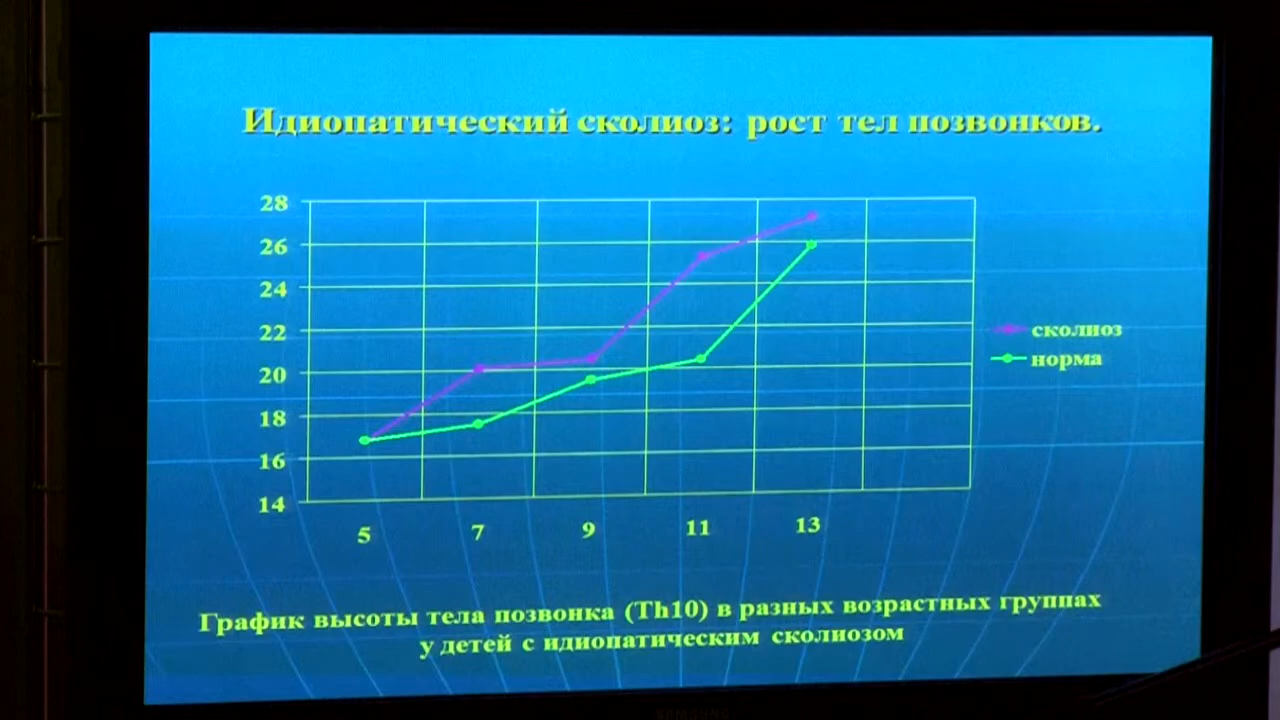 Идиопатический сколиоз: рост тел позвонков.
28
26
24
22
20
18
16
14
5 7 9 11 13
сколиоз
норма
График высоты тела позвонка (Th10) в разных возрастных группах
у детей с идиопатическим сколиозом
SAMSUNG